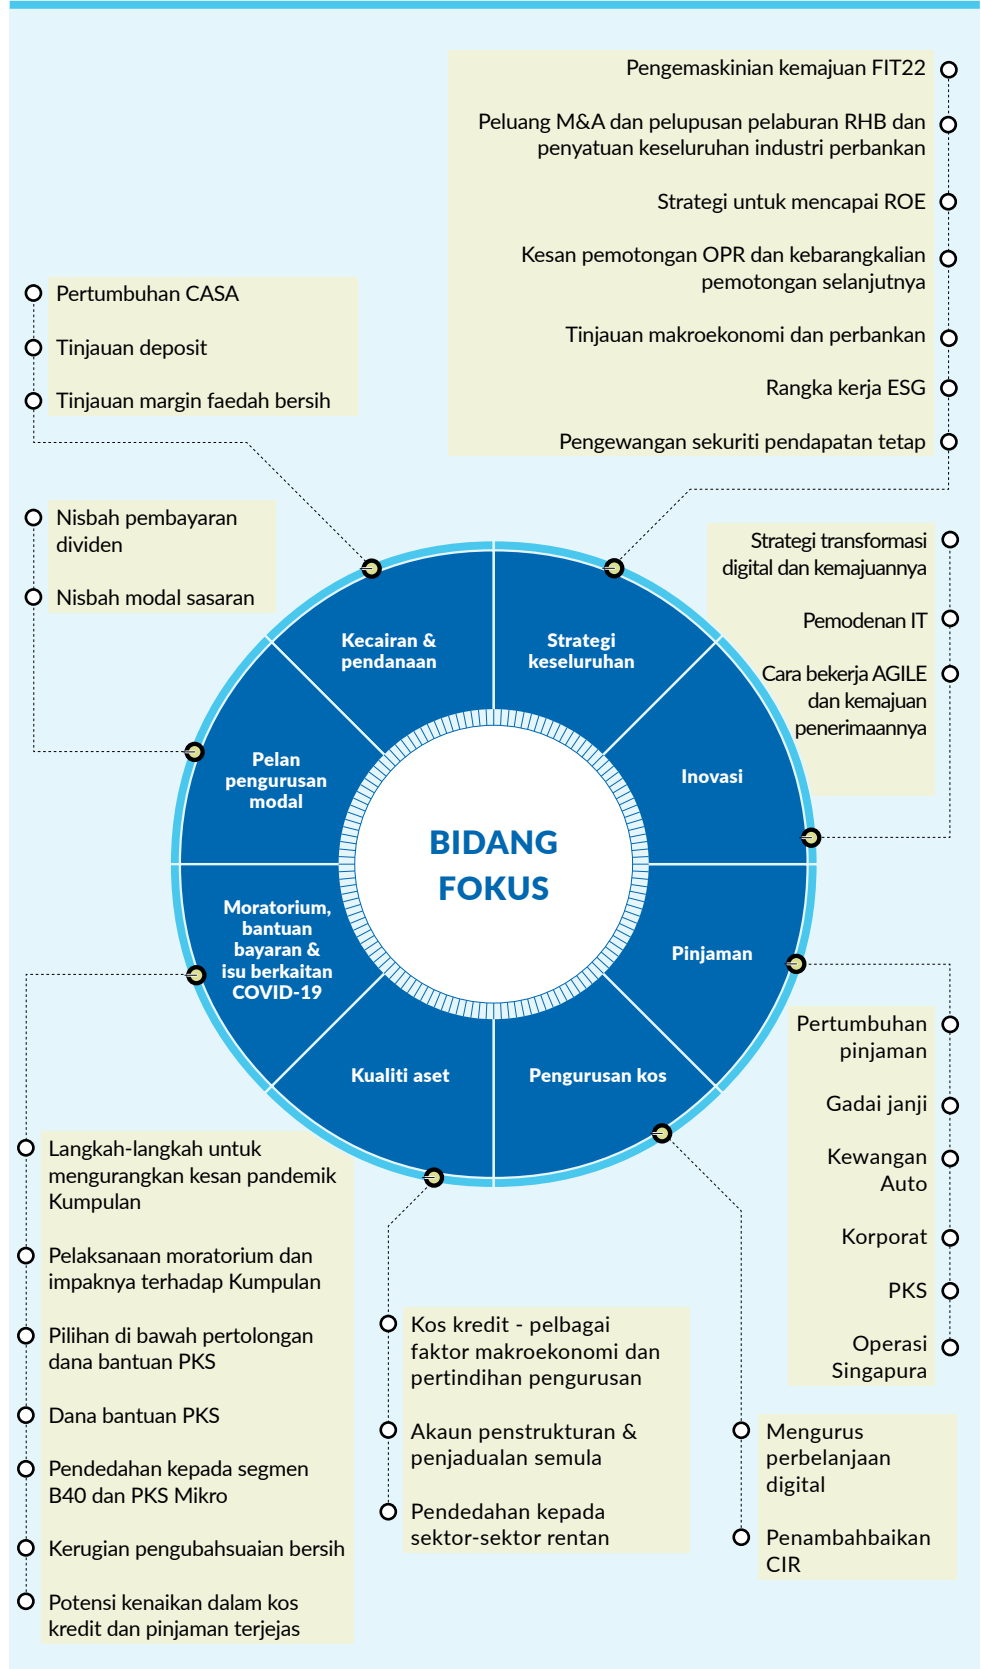 Pengemaskinian kemajuan FIT22
Peluang M&A dan pelupusan pelaburan RHB dan
penyatuan keseluruhan industri perbankan
Strategi untuk mencapai ROE
Kesan pemotongan OPR dan kebarangkalian
pemotongan selanjutnya
Tinjauan makroekonomi dan perbankan
Rangka kerja ESG
Pengewangan sekuriti pendapatan tetap
Pertumbuhan CASA
Tinjauan deposit
Tinjauan margin faedah bersih
Nisbah pembayaran
dividen
Nisbah modal sasaran
Strategi transformasi
digital dan kemajuannya
Pemodenan IT
Cara bekerja AGILE
dan kemajuan
penerimaannya
Kecairan &
pendanaan
Strategi
keseluruhan
Pelan
pengurusan
modal
Inovasi
BIDANG
FOKUS
Moratorium,
bantuan
bayaran &
isu berkaitan
COVID-19
Pinjaman
Kualiti aset
Pengurusan kos
Pertumbuhan
pinjaman
Gadai janji
Kewangan
Auto
Korporat
PKS
Operasi
Singapura
Langkah-langkah untuk
mengurangkan kesan pandemik
Kumpulan
Pelaksanaan moratorium dan
impaknya terhadap Kumpulan
Pilihan di bawah pertolongan
dana bantuan PKS
Dana bantuan PKS
Pendedahan kepada segmen
B40 dan PKS Mikro
Kerugian pengubahsuaian bersih
Potensi kenaikan dalam kos
kredit dan pinjaman terjejas
Kos kredit - pelbagai
faktor makroekonomi dan
pertindihan pengurusan
Akaun penstrukturan &
penjadualan semula
Pendedahan kepada
sektor-sektor rentan
Mengurus
perbelanjaan
digital
Penambahbaikan
CIR